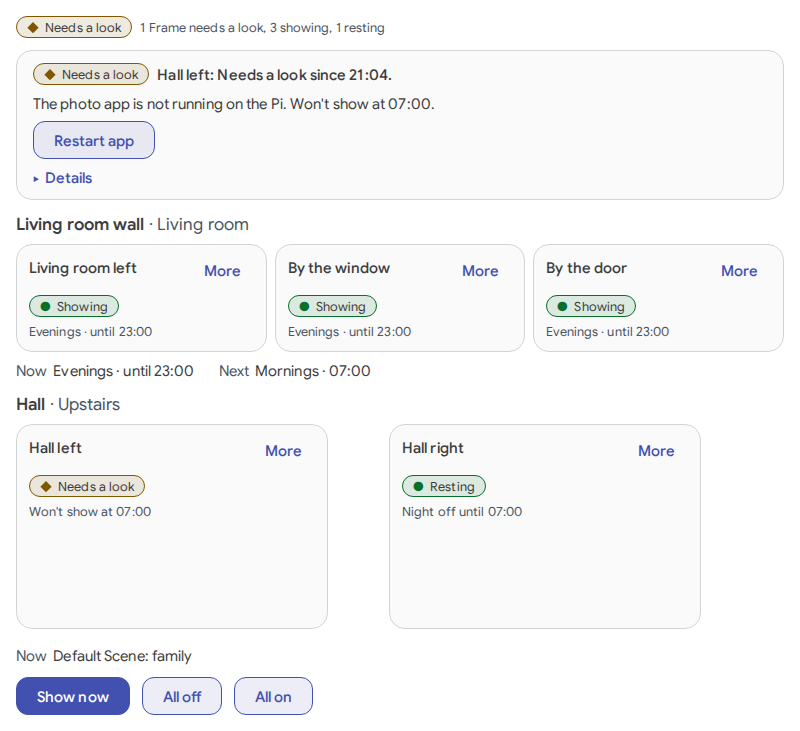 Needs a look 1 Frame needs a look, 3 showing, 1 resting
Needs a look Hall left: Needs a look since 21:04.
The photo app is not running on the Pi. Won't show at 07:00.
Restart app
Details
Living room wall · Living room
Living room left More
Showing
Evenings · until 23:00
By the window More
Showing
Evenings · until 23:00
By the door More
Showing
Evenings · until 23:00
Now Evenings · until 23:00 Next Mornings · 07:00
Hall · Upstairs
Hall left More
Needs a look
Won't show at 07:00
Hall right More
Resting
Night off until 07:00
Now Default Scene: family
Show now All off All on